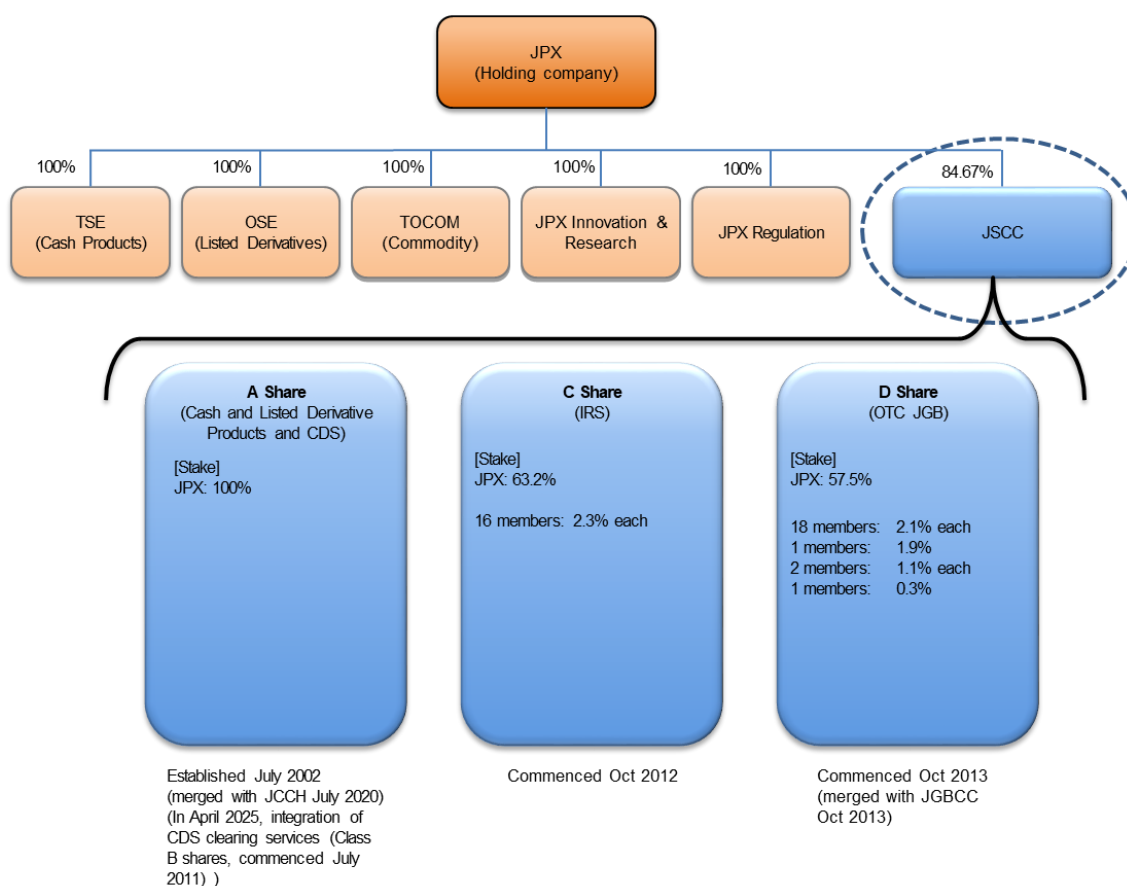 JPX
(Holding company)
100%
100%
100%
100%
100%
84.67%
TSE
(Cash Products)
OSE
(Listed Derivatives)
TOCOM
(Commodity)
JPX Innovation &
Research
JPX Regulation
JSCC
A Share
(Cash and Listed Derivative
Products and CDS)
[Stake]
JPX: 100%
C Share
(IRS)
[Stake]
JPX: 63.2%
16 members: 2.3% each
D Share
(OTC JGB)
[Stake]
JPX: 57.5%
18 members: 2.1% each
1 members: 1.9%
2 members: 1.1% each
1 members: 0.3%
Established July 2002
(merged with JCCH July 2020)
(In April 2025, integration of
CDS clearing services (Class
B shares, commenced July
2011) )
Commenced Oct 2012
Commenced Oct 2013
(merged with JGBCC
Oct 2013)